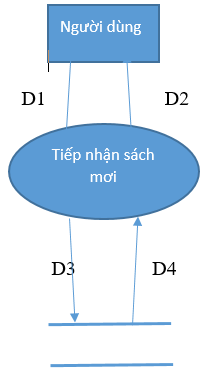 Người dùng
D1 D2
Tiếp nhận sách
mơi
D3 D4